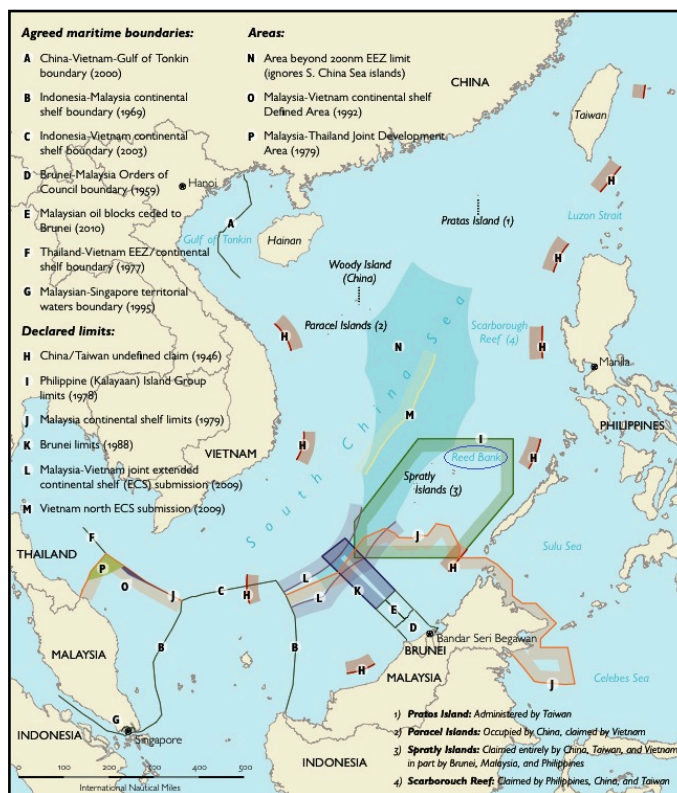 Agreed maritime boundaries:
A China-Vietnam-Gulf of Tonkin
boundary (2000)
B Indonesia-Malaysia continental
shelf boundary (1969)
C Indonesia-Vietnam continental
shelf boundary (2003)
D Brunei-Malaysia Orders of
Council boundary (1959)
E Malaysian oil blocks ceded to
Brunei (2010)
F Thailand-Vietnam EEZ/continental
shelf boundary (1977)
G Malaysian-Singapore territorial
waters boundary (1995)
Declared limits:
H China/Taiwan undefined claim (1946)
I Philippine (Kalayaan) Island Group
limits (1978)
J Malaysia continental shelf limits (1979)
K Brunei limits (1988)
L Malaysia-Vietnam joint extended
continental shelf (ECS) submission (2009)
M Vietnam north ECS submission (2009)
Areas:
N Area beyond 200nm EEZ limit
(ignores S. China Sea islands)
O Malaysia-Vietnam continental shelf
Defined Area (1992)
P Malaysia-Thailand Joint Development
Area (1979)
CHINA
Taiwan
Hanoi
H
Pratas Island (1)
Luzon Strait
A
Gulf of Tonkin
Hainan
Woody Island
(China)
H
Paracel Islands (2)
Scarborough
Reef (4)
H
N
H
Manila
PHILIPPINES
M
South China Sea
VIETNAM
H
I
Reed Bank
H
Spratly
Islands (3)
THAILAND
F
J
Sulu Sea
P
O
J
C
H
L
L
K
H
E
D
B
B
Bandar Seri Begawan
BRUNEI
MALAYSIA
MALAYSIA
H
J
Celebes Sea
G
Singapore
INDONESIA
INDONESIA
0 100 200 300 400 500
International Nautical Miles
1) Pratos Island: Administered by Taiwan
2) Paracel Islands: Occupied by China, claimed by Vietnam
3) Spratly Islands: Claimed entirely by China, Taiwan, and Vietnam
in part by Brunei, Malaysia, and Philippines
4) Scarborouch Reef: Claimed by Philippines, China, and Taiwan